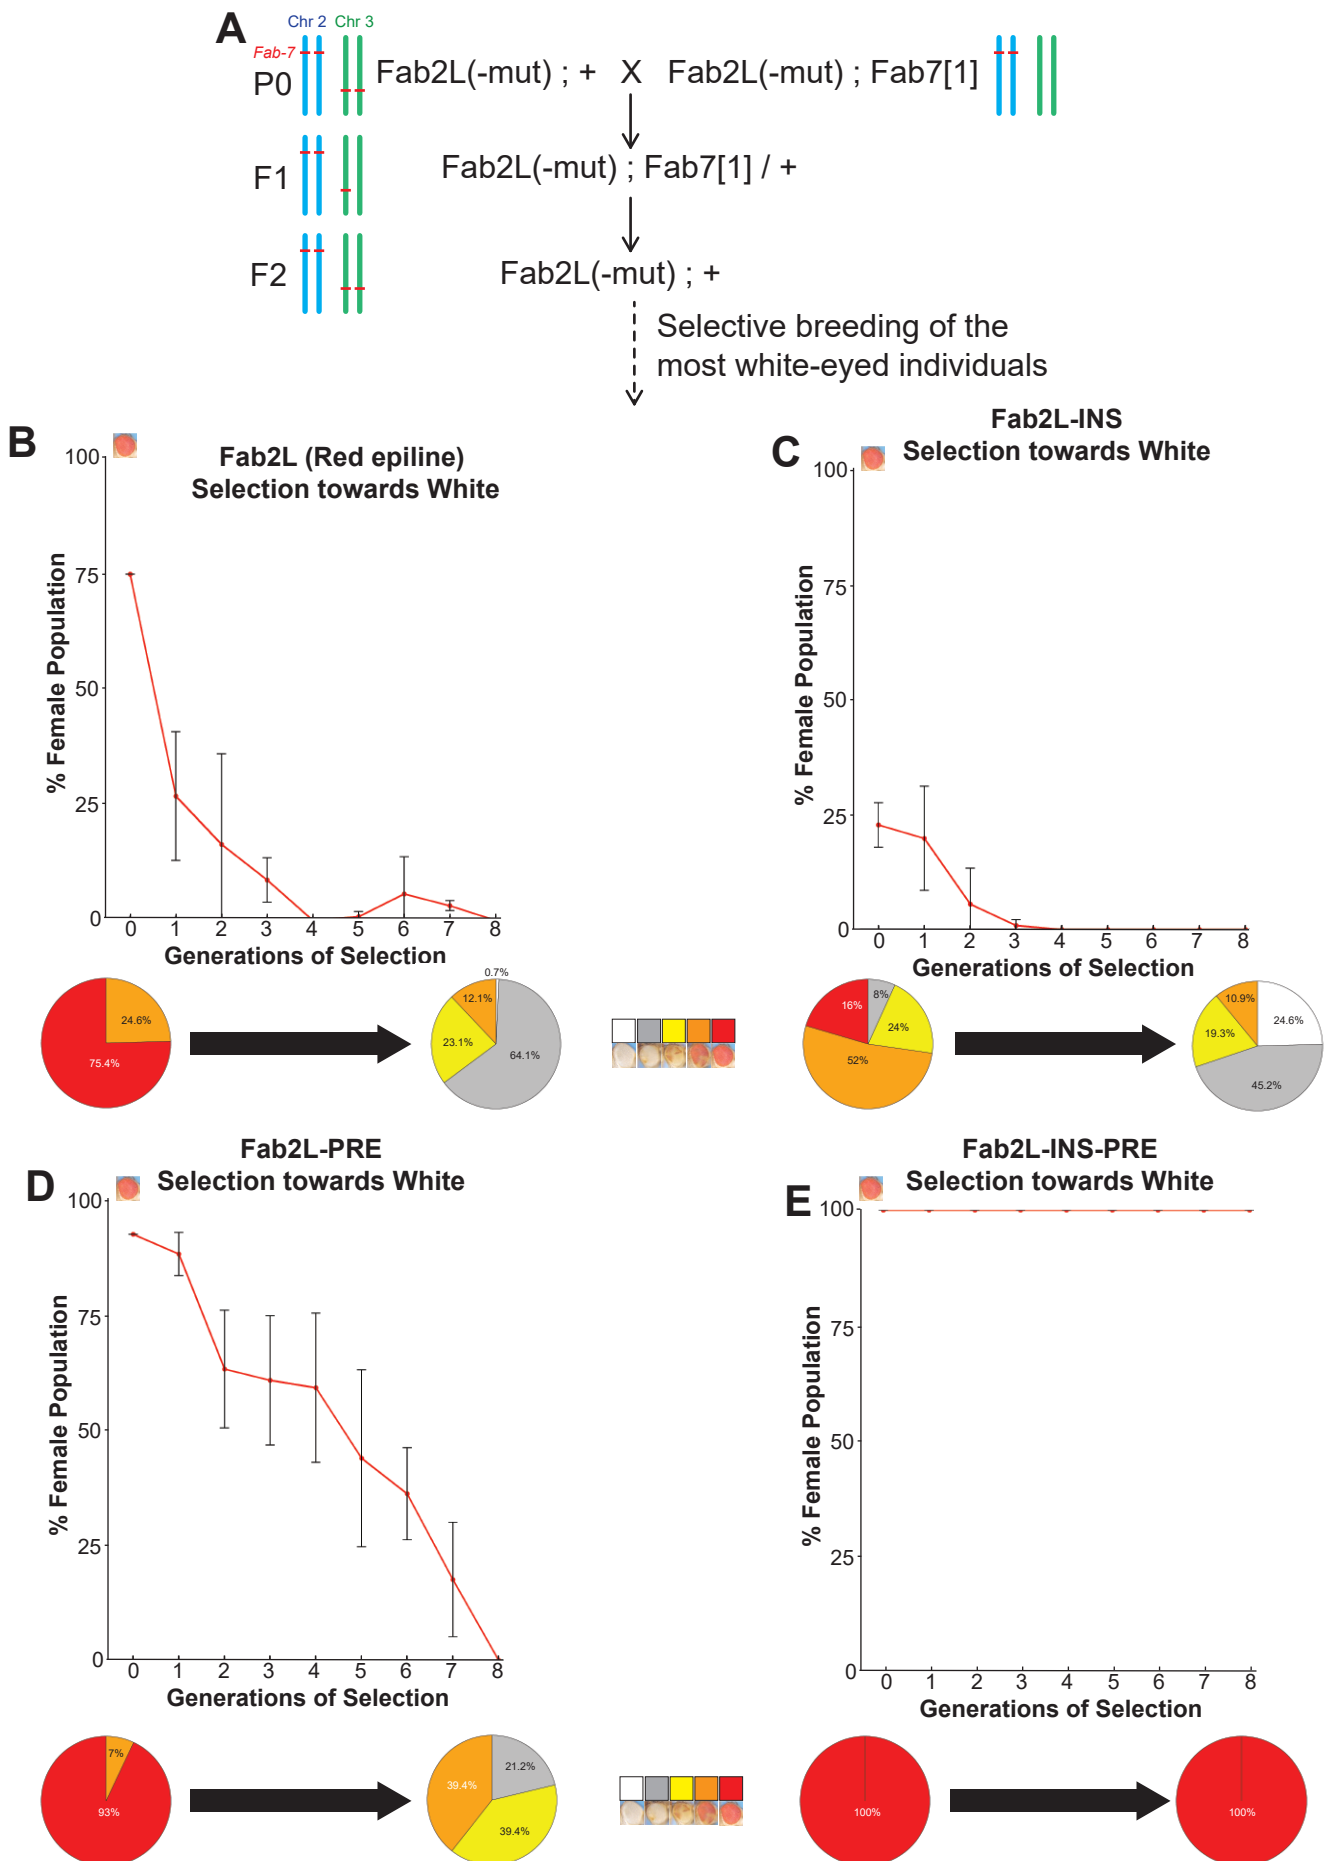 A
Chr 2 Chr 3
Fab-7
P0
Fab2L(-mut) ; + X Fab2L(-mut) ; Fab7[1]
F1
Fab2L(-mut) ; Fab7[1] / +
F2
Fab2L(-mut) ; +
Selective breeding of the
most white-eyed individuals
B
Fab2L (Red epiline)
Selection towards White
% Female Population
100
75
50
25
0
0 1 2 3 4 5 6 7 8
Generations of Selection
24.6%
75.4%
0.7%
12.1%
23.1%
64.1%
C
Fab2L-INS
Selection towards White
% Female Population
100
75
50
25
0
0 1 2 3 4 5 6 7 8
Generations of Selection
16%
8%
24%
52%
10.9%
24.6%
19.3%
45.2%
D
Fab2L-PRE
Selection towards White
% Female Population
100
75
50
25
0
0 1 2 3 4 5 6 7 8
Generations of Selection
7%
93%
21.2%
39.4%
39.4%
E
Fab2L-INS-PRE
Selection towards White
% Female Population
100
75
50
25
0
0 1 2 3 4 5 6 7 8
Generations of Selection
100%
100%